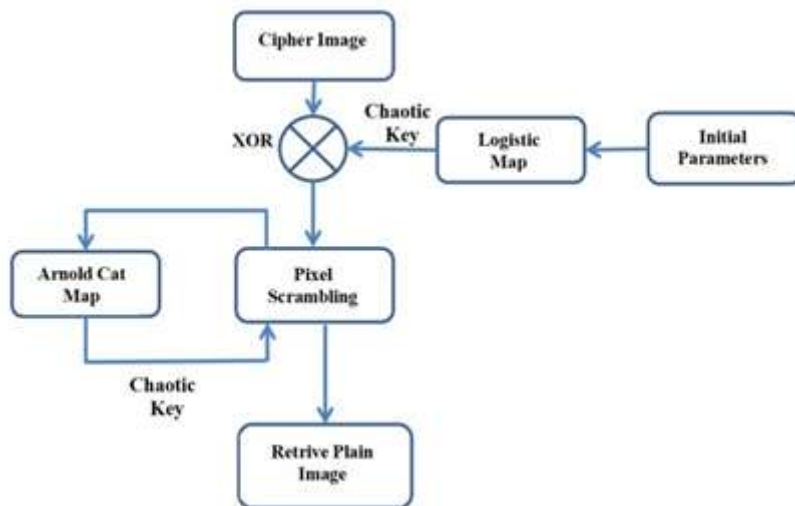 Cipher Image
Chaotic
Key
XOR
Logistic
Map
Initial
Parameters
Arnold Cat
Map
Pixel
Scrambling
Chaotic
Key
Retrive Plain
Image